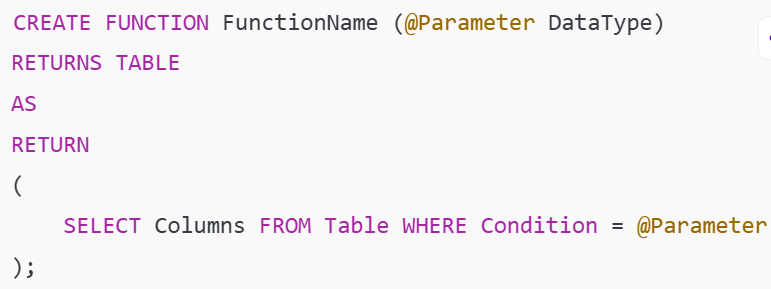 CREATE FUNCTION FunctionName (@Parameter DataType)
RETURNS TABLE
AS
RETURN
(
    SELECT Columns FROM Table WHERE Condition = @Parameter
);